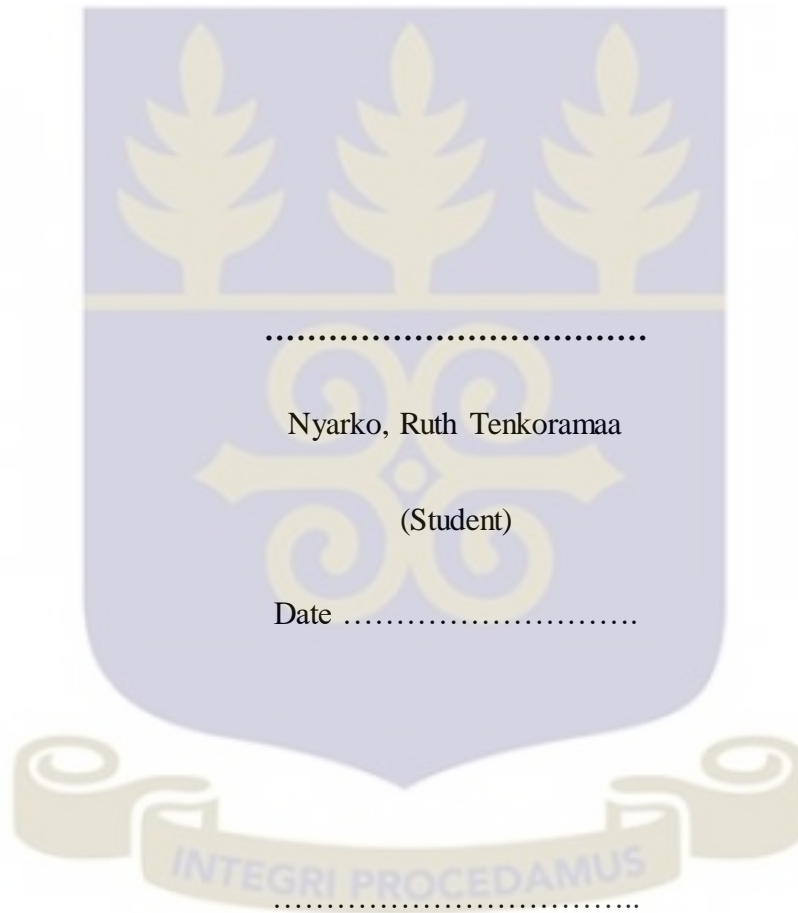 ....................................
Nyarko, Ruth Tenkoramaa
(Student)
Date ...............................
INTEGRI PROCEDAMUS
....................................